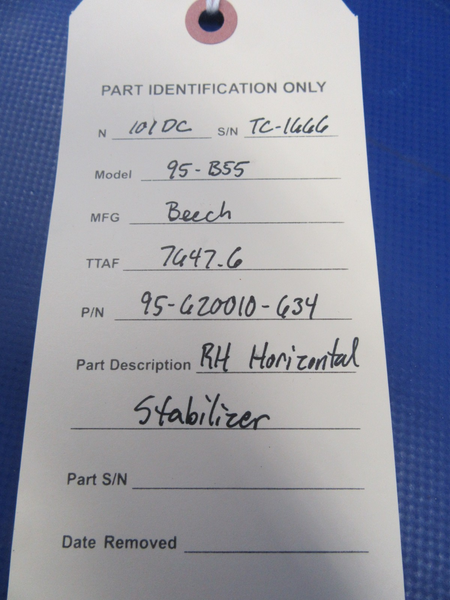 PART IDENTIFICATION ONLY
N 101DC S/N TC-1666
Model 95-B55
MFG Beech
TTAF 7647.6
P/N 95-620010-634
Part Description RH Horizontal
Stabilizer
Part S/N
Date Removed